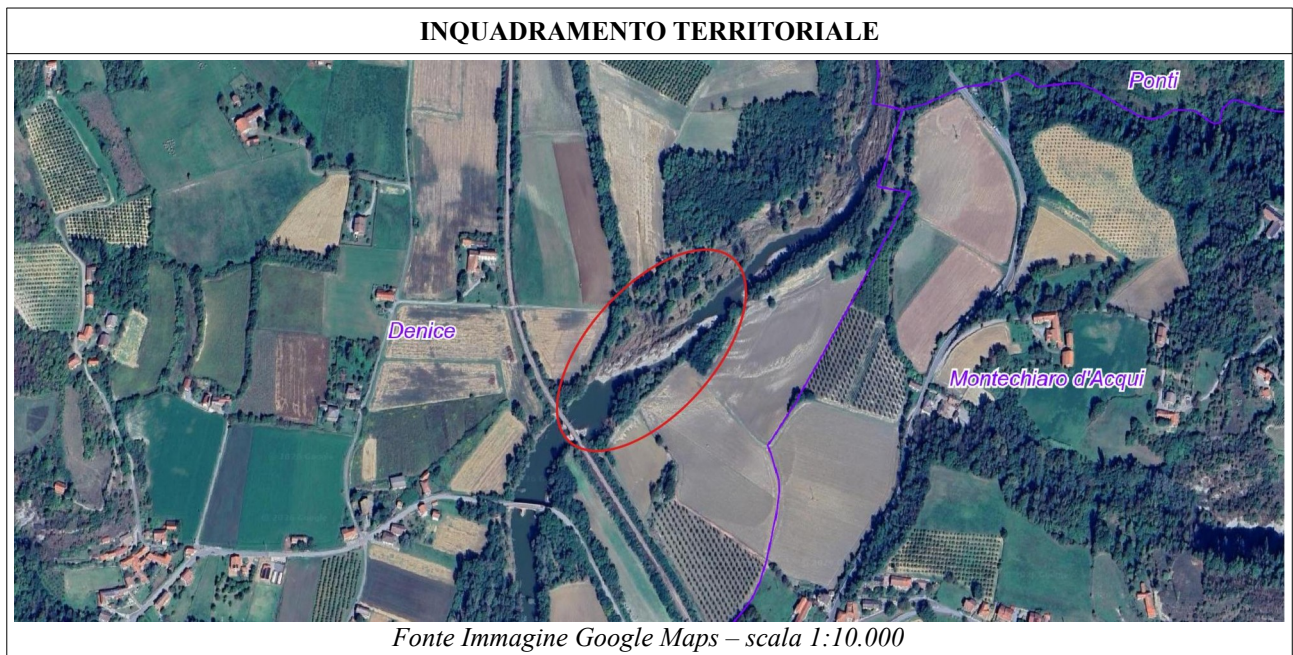 INQUADRAMENTO TERRITORIALE
Ponti
Denice
Montechiaro d'Acqui
Fonte Immagine Google Maps – scala 1:10.000